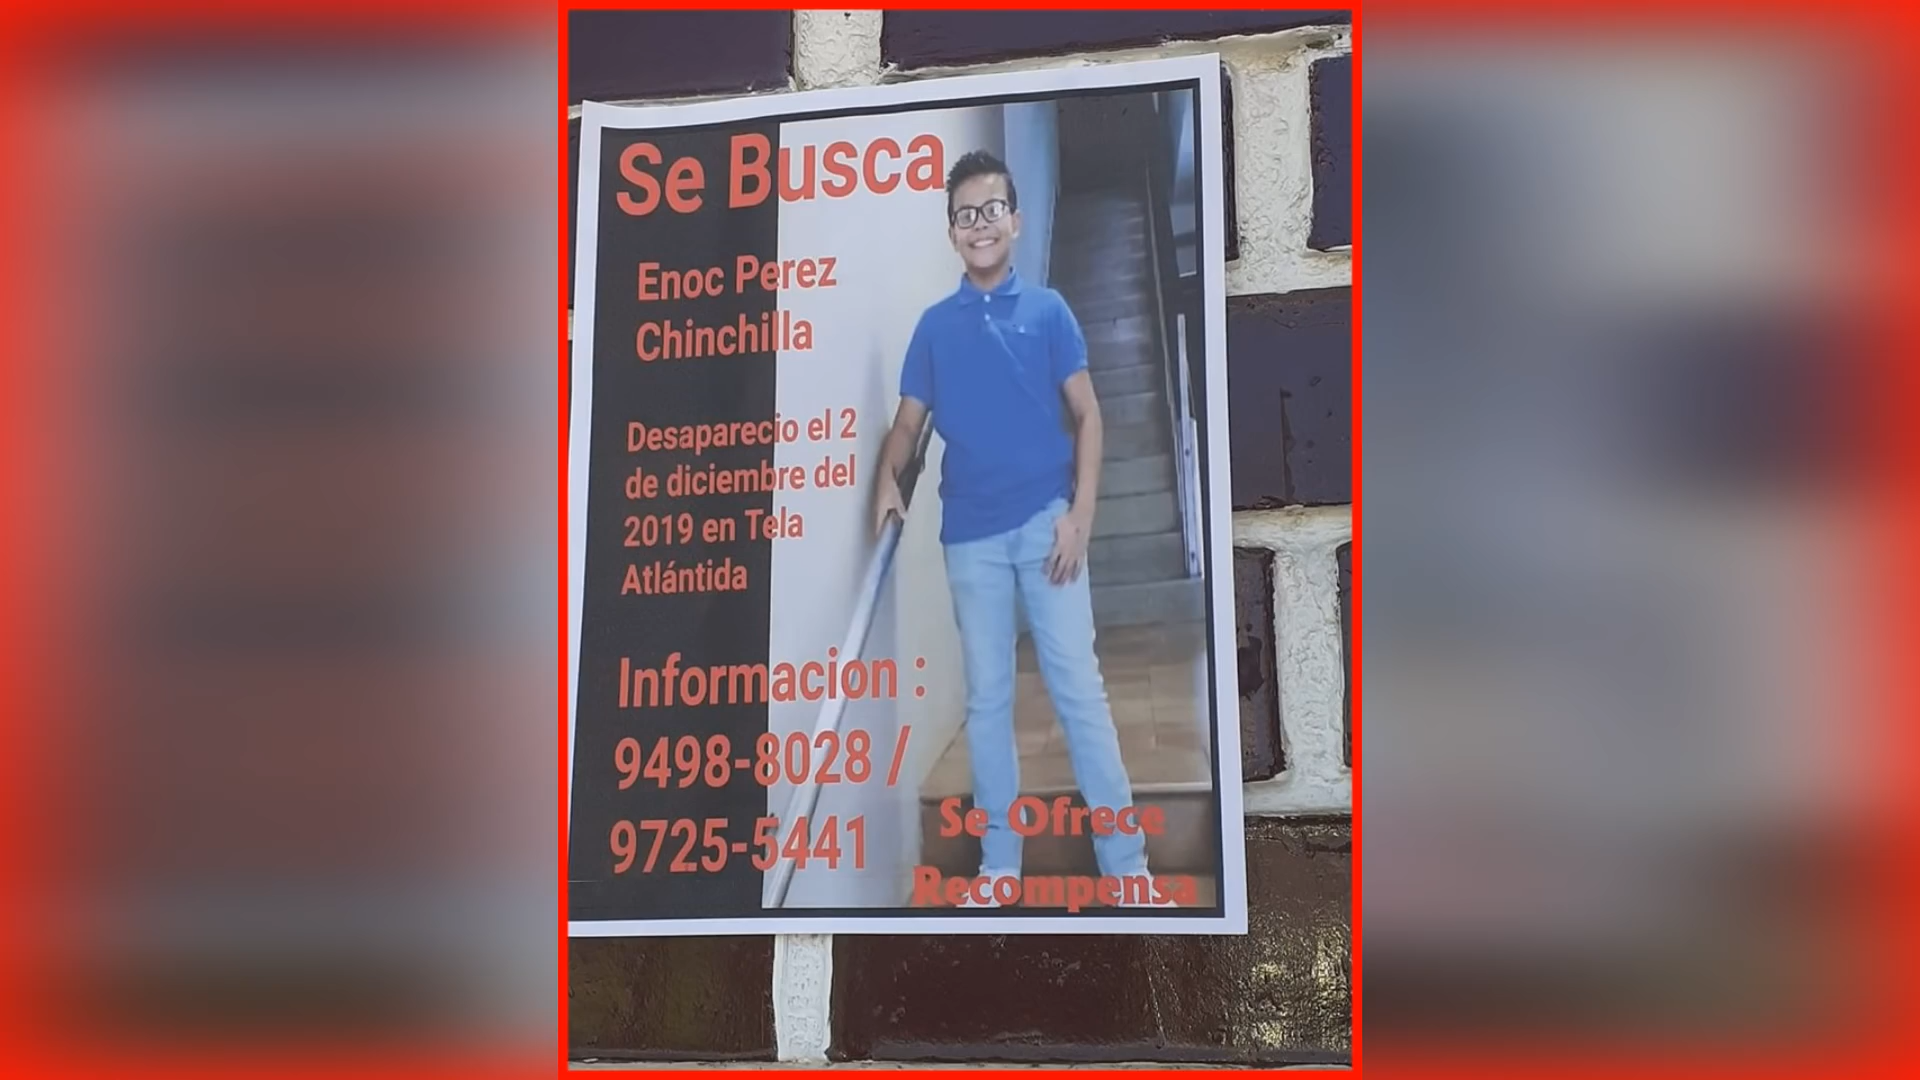 Se Busca
Enoc Perez
Chinchilla
Desaparecio el 2
de diciembre del
2019 en Tela
Atlántida
Informacion :
9498-8028 /
9725-5441
Se Ofrece
Recompensa